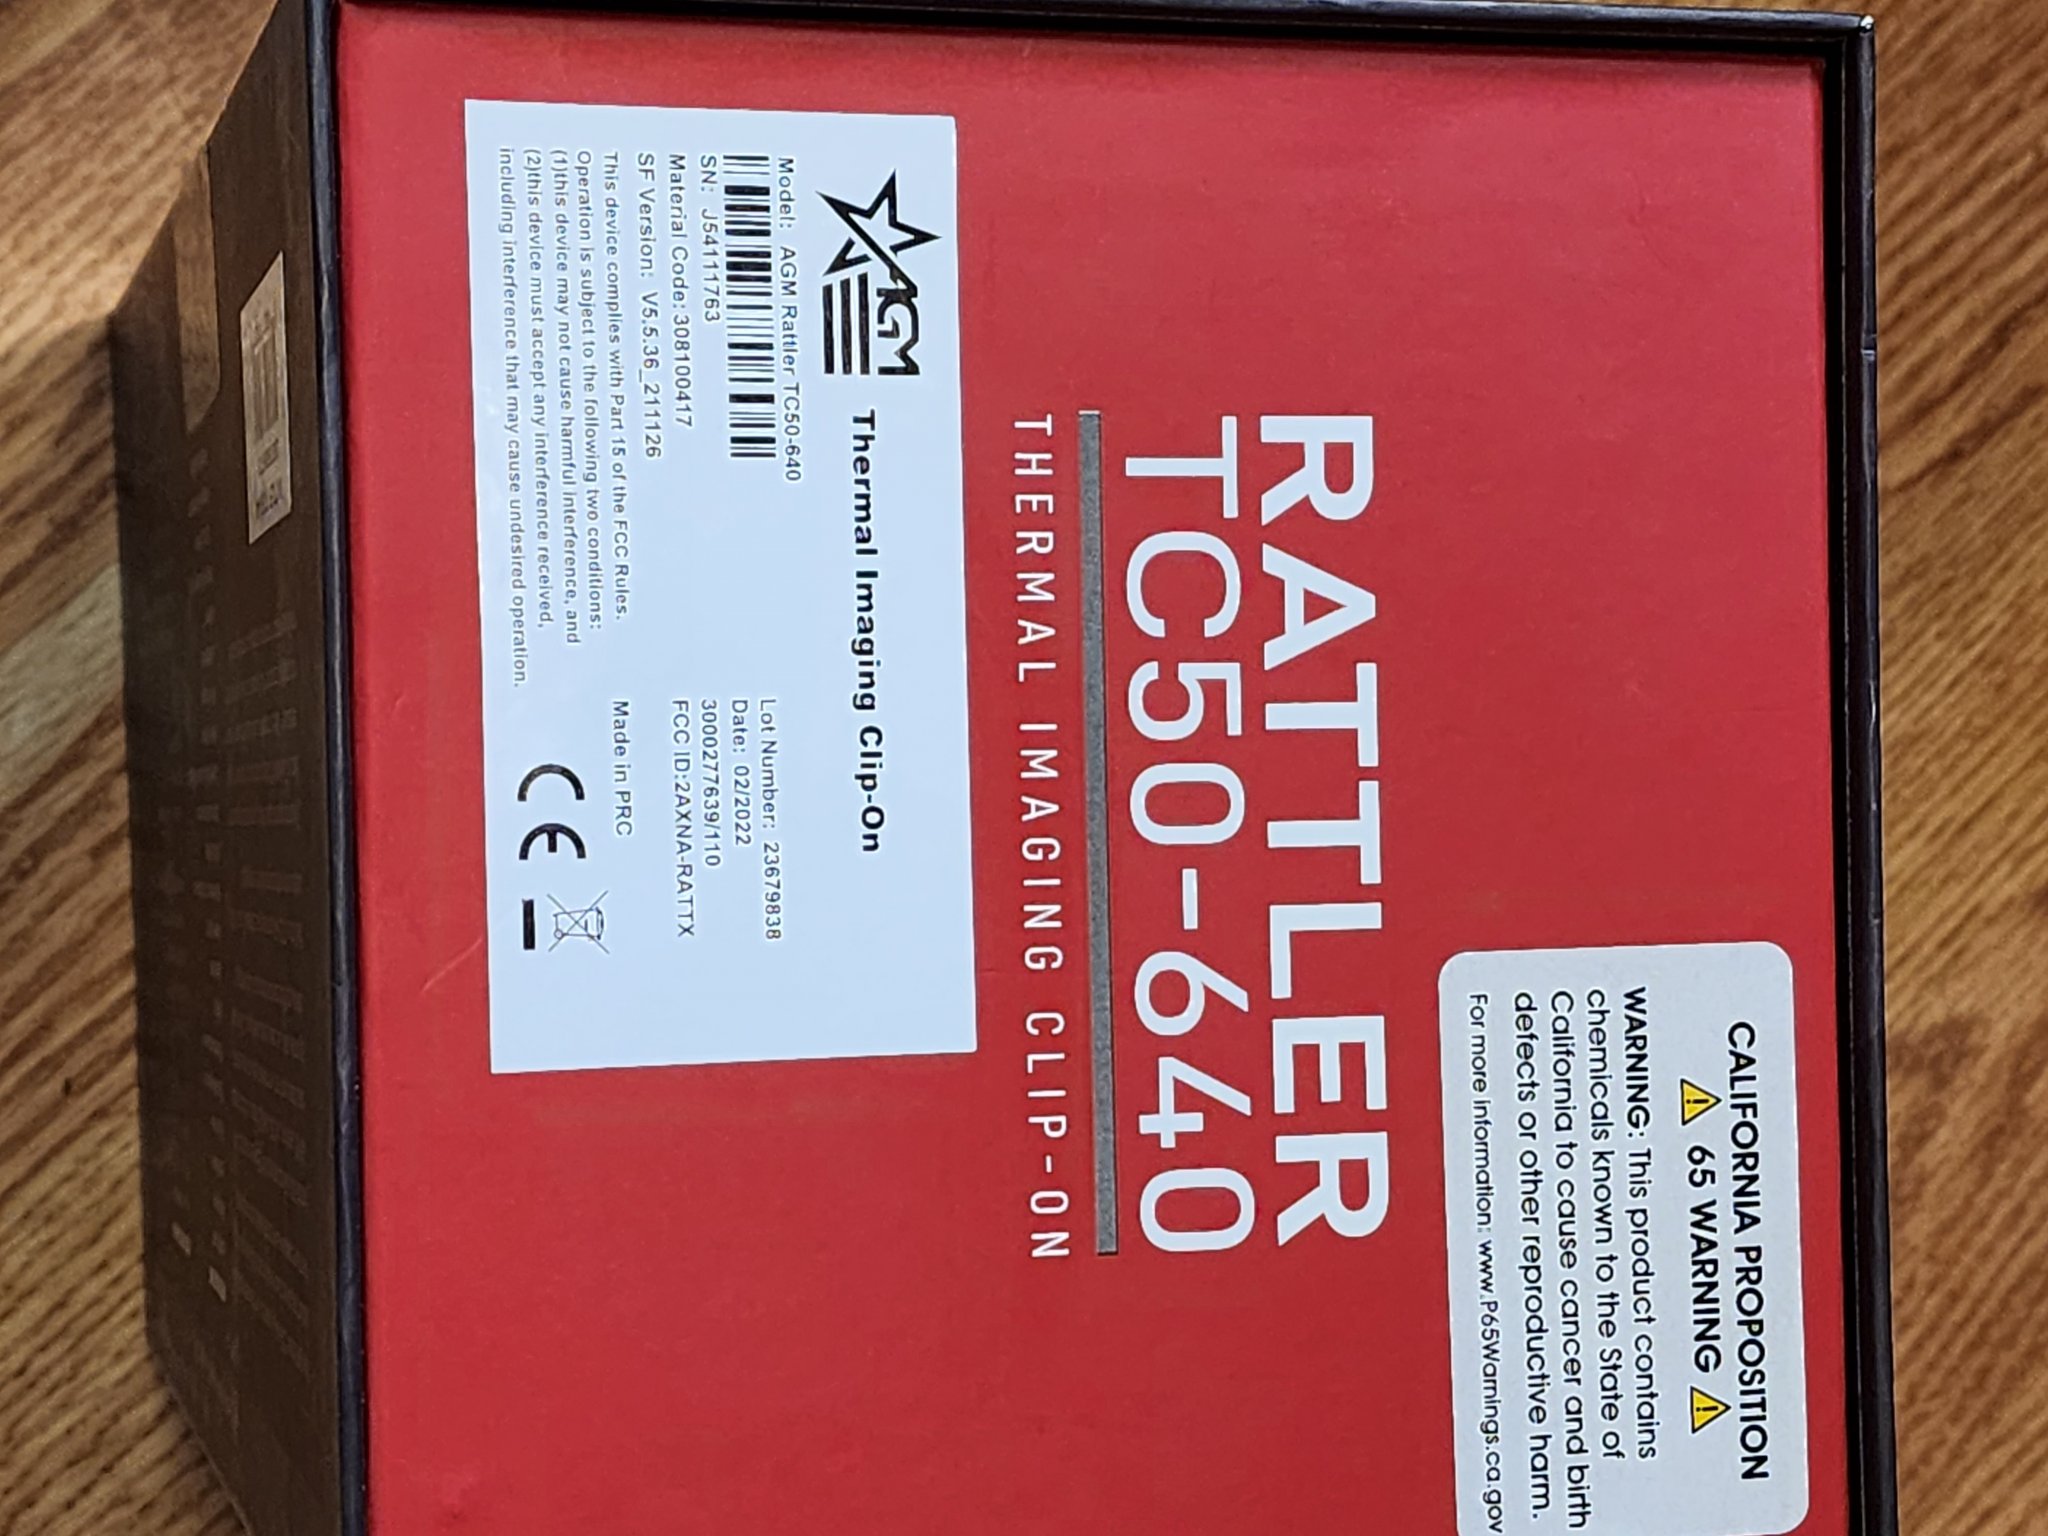 CALIFORNIA PROPOSITION
65 WARNING
WARNING: This product contains
chemicals known to the State of
California to cause cancer and birth
defects or other reproductive harm.
For more information: www.P65Warnings.ca.gov
RATTLER
TC50-640
THERMAL IMAGING CLIP-ON
AGM
Thermal Imaging Clip-On
Model: AGM Rattler TC50-640
SN: J54111763
Material Code: 308100417
SF Version: V5.5.36_211126
Lot Number: 23679838
Date: 02/2022
3000277639/110
FCC ID:2AXNA-RATTX
This device complies with Part 15 of the FCC Rules.
Operation is subject to the following two conditions:
(1)this device may not cause harmful interference, and
(2)this device must accept any interference received,
including interference that may cause undesired operation.
Made in PRC
CE